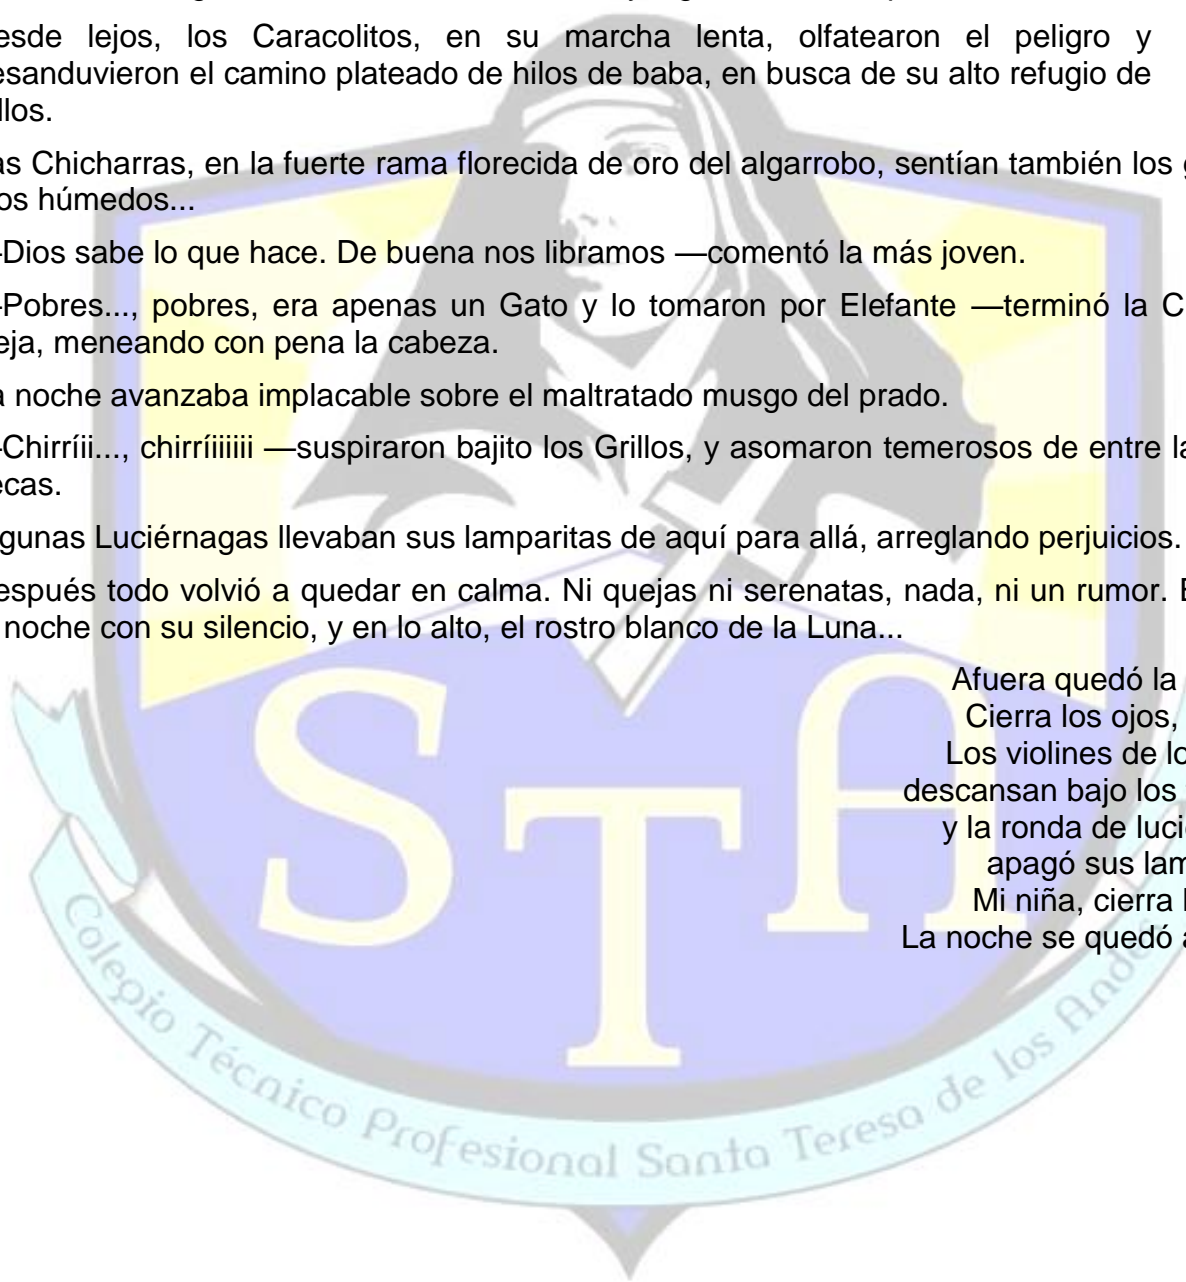 esde lejos, los Caracolitos, en su marcha lenta, olfatearon el peligro y
esanduvieron el camino plateado de hilos de baba, en busca de su alto refugio de
llos.
as Chicharras, en la fuerte rama florecida de oro del algarrobo, sentían también los
os húmedos...
—Dios sabe lo que hace. De buena nos libramos —comentó la más joven.
—Pobres..., pobres, era apenas un Gato y lo tomaron por Elefante —terminó la C
eja, meneando con pena la cabeza.
a noche avanzaba implacable sobre el maltratado musgo del prado.
—Chirríii..., chirríiiiiii —suspiraron bajito los Grillos, y asomaron temerosos de entre la
ecas.
gunas Luciérnagas llevaban sus lamparitas de aquí para allá, arreglando perjuicios.
espués todo volvió a quedar en calma. Ni quejas ni serenatas, nada, ni un rumor.
noche con su silencio, y en lo alto, el rostro blanco de la Luna...
Afuera quedó la
Cierra los ojos,
Los violines de lo
descansan bajo los
y la ronda de luci
apagó sus lam
Mi niña, cierra
La noche se quedó a
STA
Colegio Técnico Profesional Santa Teresa de los Andes